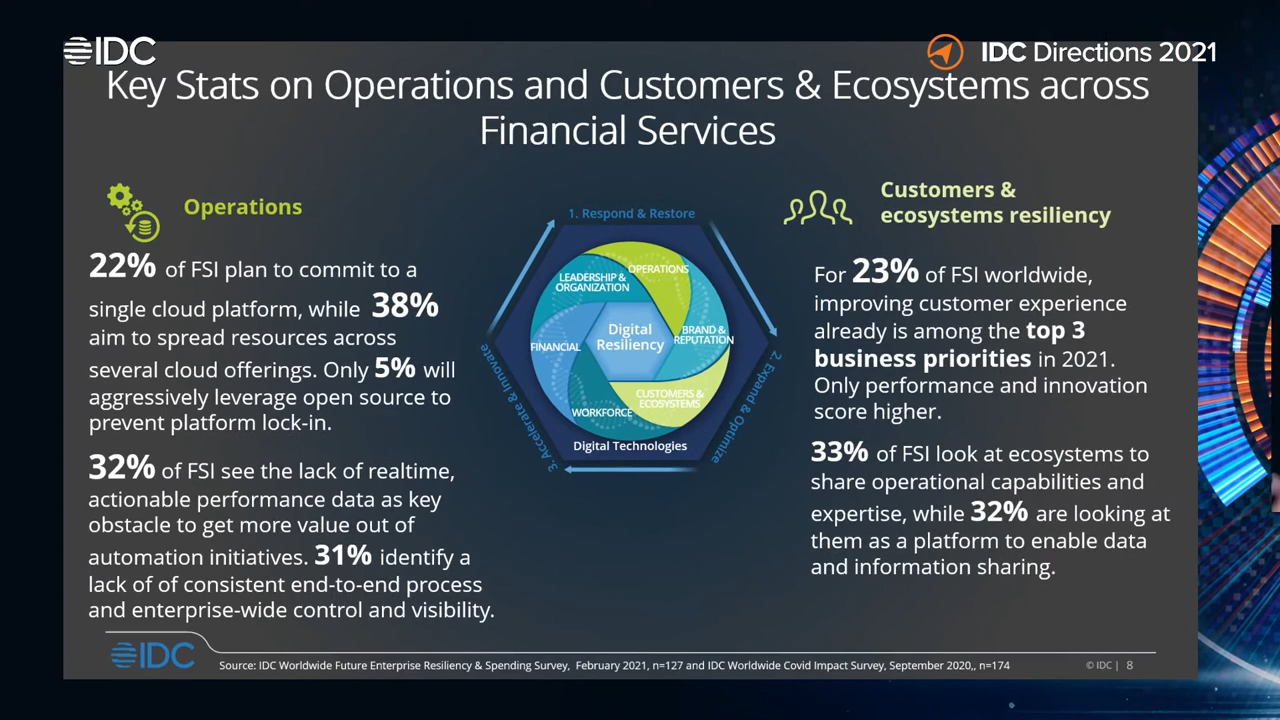 IDC
IDC Directions 2021
Key Stats on Operations and Customers & Ecosystems across
Financial Services
Operations
22% of FSI plan to commit to a
single cloud platform, while 38%
aim to spread resources across
several cloud offerings. Only 5% will
aggressively leverage open source to
prevent platform lock-in.
32% of FSI see the lack of realtime,
actionable performance data as key
obstacle to get more value out of
automation initiatives. 31% identify a
lack of of consistent end-to-end process
and enterprise-wide control and visibility.
1. Respond & Restore
2. Expand & Optimize
3. Accelerate & Innovate
LEADERSHIP &
ORGANIZATION
OPERATIONS
BRAND &
REPUTATION
CUSTOMERS &
ECOSYSTEMS
WORKFORCE
FINANCIAL
Digital
Resiliency
Digital Technologies
Customers &
ecosystems resiliency
For 23% of FSI worldwide,
improving customer experience
already is among the top 3
business priorities in 2021.
Only performance and innovation
score higher.
33% of FSI look at ecosystems to
share operational capabilities and
expertise, while 32% are looking at
them as a platform to enable data
and information sharing.
IDC
Source: IDC Worldwide Future Enterprise Resiliency & Spending Survey, February 2021, n=127 and IDC Worldwide Covid Impact Survey, September 2020,, n=174
© IDC | 8